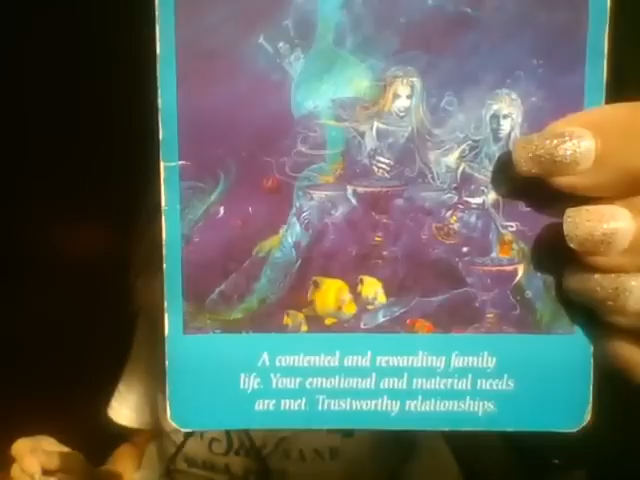 A contented and rewarding family
life. Your emotional and material needs
are met. Trustworthy relationships.